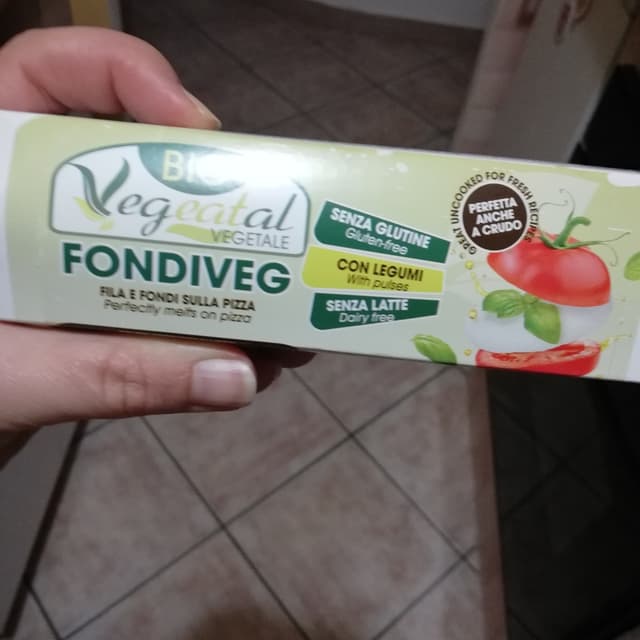 BIO
Vegeatal
VEGETALE
FONDIVEG
FILA E FONDI SULLA PIZZA
Perfectly melts on pizza
SENZA GLUTINE
Gluten-free
CON LEGUMI
With pulses
SENZA LATTE
Dairy free
GREAT UNCOOKED FOR FRESH RECIPES
PERFETTA
ANCHE
A CRUDO